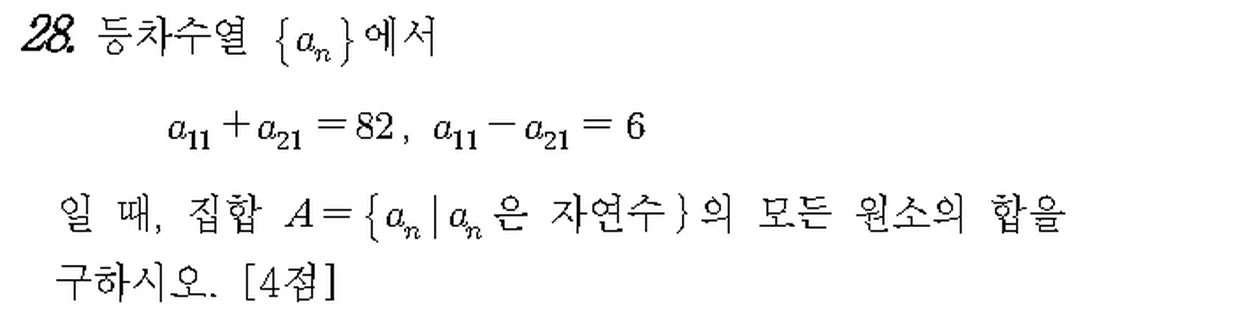 28. 등차수열 {aₙ}에서
a₁₁+a₂₁=82, a₁₁-a₂₁=6
일 때, 집합 A={aₙ|aₙ은 자연수}의 모든 원소의 합을
구하시오. [4점]